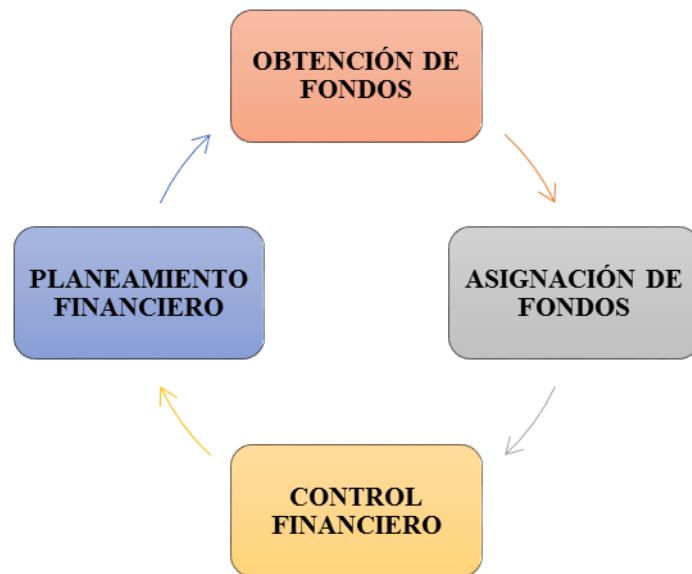 OBTENCIÓN DE
FONDOS
ASIGNACIÓN DE
FONDOS
CONTROL
FINANCIERO
PLANEAMIENTO
FINANCIERO